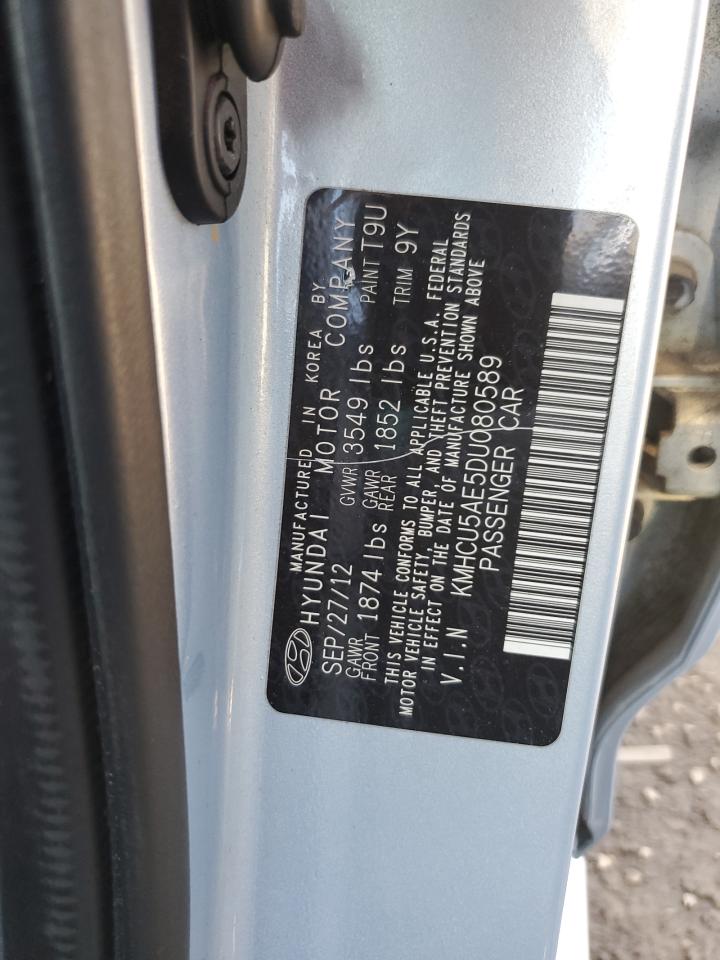 MANUFACTURED IN KOREA BY
HYUNDAI MOTOR COMPANY
SEP/27/12 GVWR 3549 lbs PAINT T9U
GAWR FRONT 1874 lbs GAWR REAR 1852 lbs TRIM 9Y
THIS VEHICLE CONFORMS TO ALL APPLICABLE U.S.A. FEDERAL
MOTOR VEHICLE SAFETY, BUMPER, AND THEFT PREVENTION STANDARDS
IN EFFECT ON THE DATE OF MANUFACTURE SHOWN ABOVE
V.I.N KMHCU5AE5DU080589
PASSENGER CAR